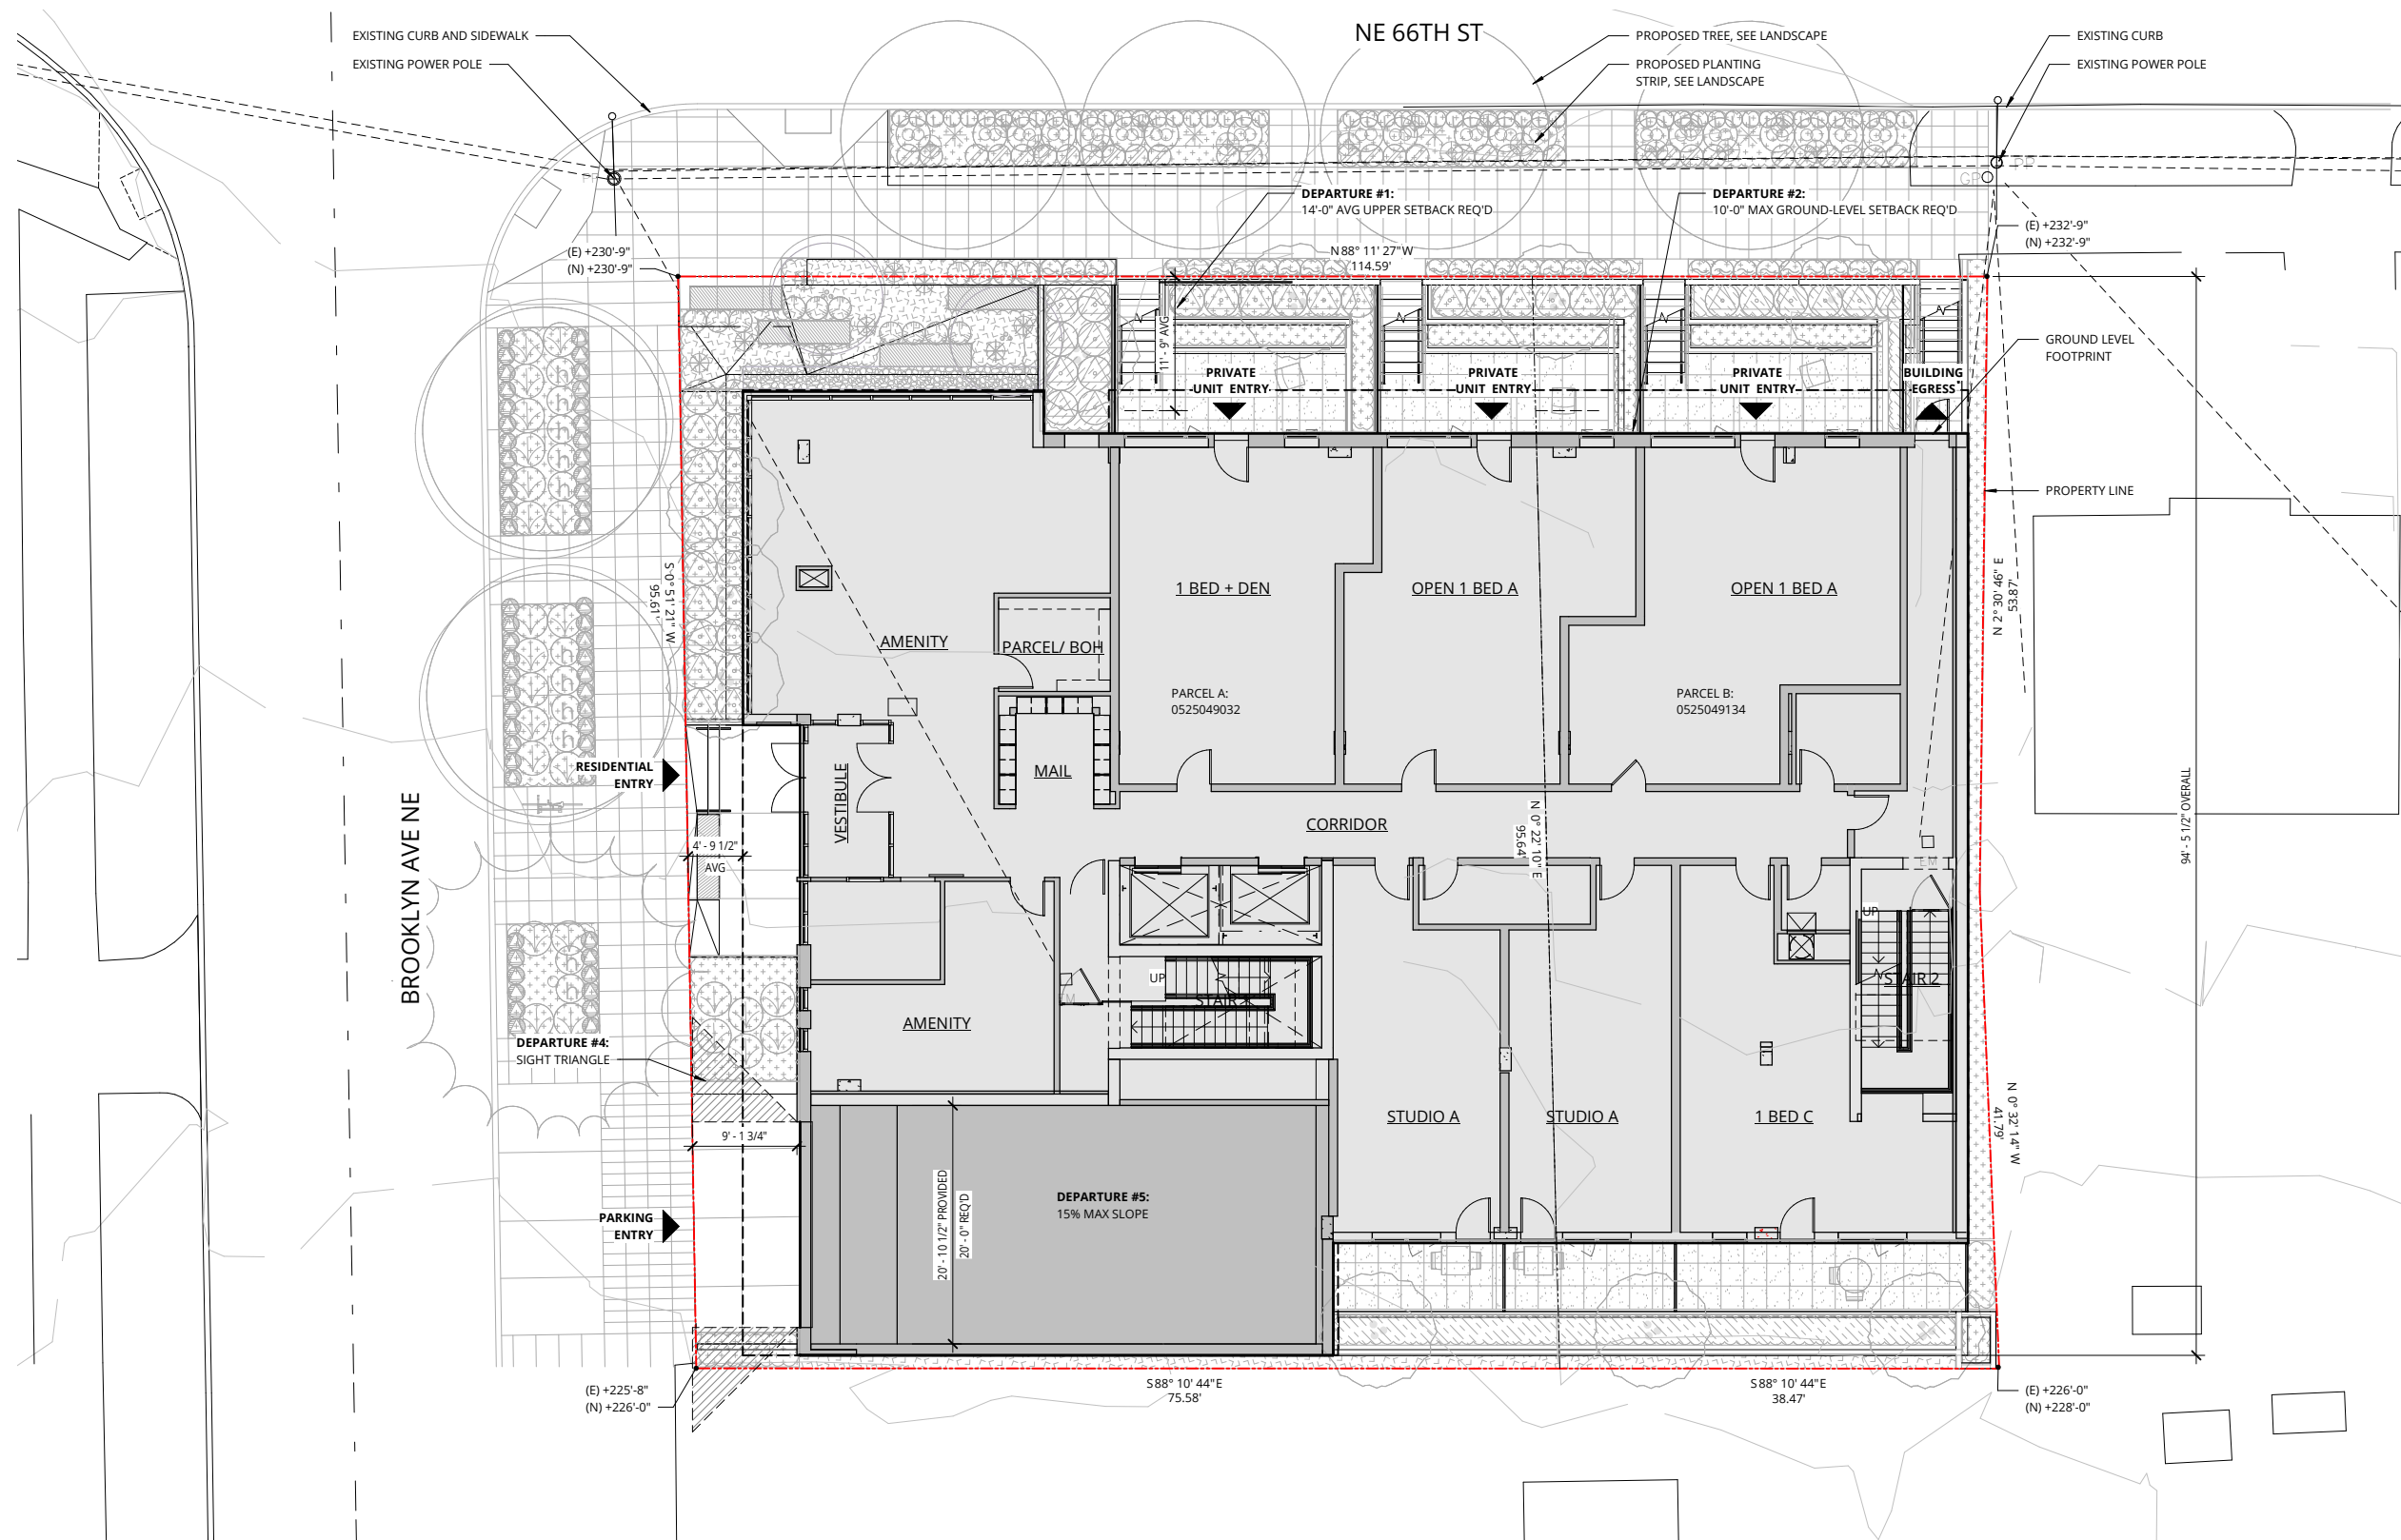 NE 66TH ST
EXISTING CURB AND SIDEWALK
EXISTING POWER POLE
PROPOSED TREE, SEE LANDSCAPE
PROPOSED PLANTING
STRIP, SEE LANDSCAPE
EXISTING CURB
EXISTING POWER POLE
PP
GP
DEPARTURE #1:
14'-0" AVG UPPER SETBACK REQ'D
DEPARTURE #2:
10'-0" MAX GROUND-LEVEL SETBACK REQ'D
(E) +230'-9"
(N) +230'-9"
N 88° 11' 27" W
114.59'
(E) +232'-9"
(N) +232'-9"
11' - 9" AVG
GROUND LEVEL
FOOTPRINT
PRIVATE
UNIT ENTRY
PRIVATE
UNIT ENTRY
PRIVATE
UNIT ENTRY
BUILDING
EGRESS
PROPERTY LINE
S 0° 51' 21" W
95.61'
N 2° 30' 46" E
53.87'
1 BED + DEN
OPEN 1 BED A
OPEN 1 BED A
AMENITY
PARCEL/ BOH
PARCEL A:
0525049032
PARCEL B:
0525049134
RESIDENTIAL
ENTRY
VESTIBULE
MAIL
CORRIDOR
N 0° 22' 10" E
95.64'
94' - 5 1/2" OVERALL
BROOKLYN AVE NE
4' - 9 1/2"
AVG
EM
UP
UP
STAIR 2
EM
AMENITY
DEPARTURE #4:
SIGHT TRIANGLE
STUDIO A
STUDIO A
1 BED C
N 0° 32' 14" W
41.79'
9' - 1 3/4"
PARKING
ENTRY
20' - 10 1/2" PROVIDED
20' - 0" REQ'D
DEPARTURE #5:
15% MAX SLOPE
(E) +225'-8"
(N) +226'-0"
S 88° 10' 44"E
75.58'
S 88° 10' 44"E
38.47'
(E) +226'-0"
(N) +228'-0"